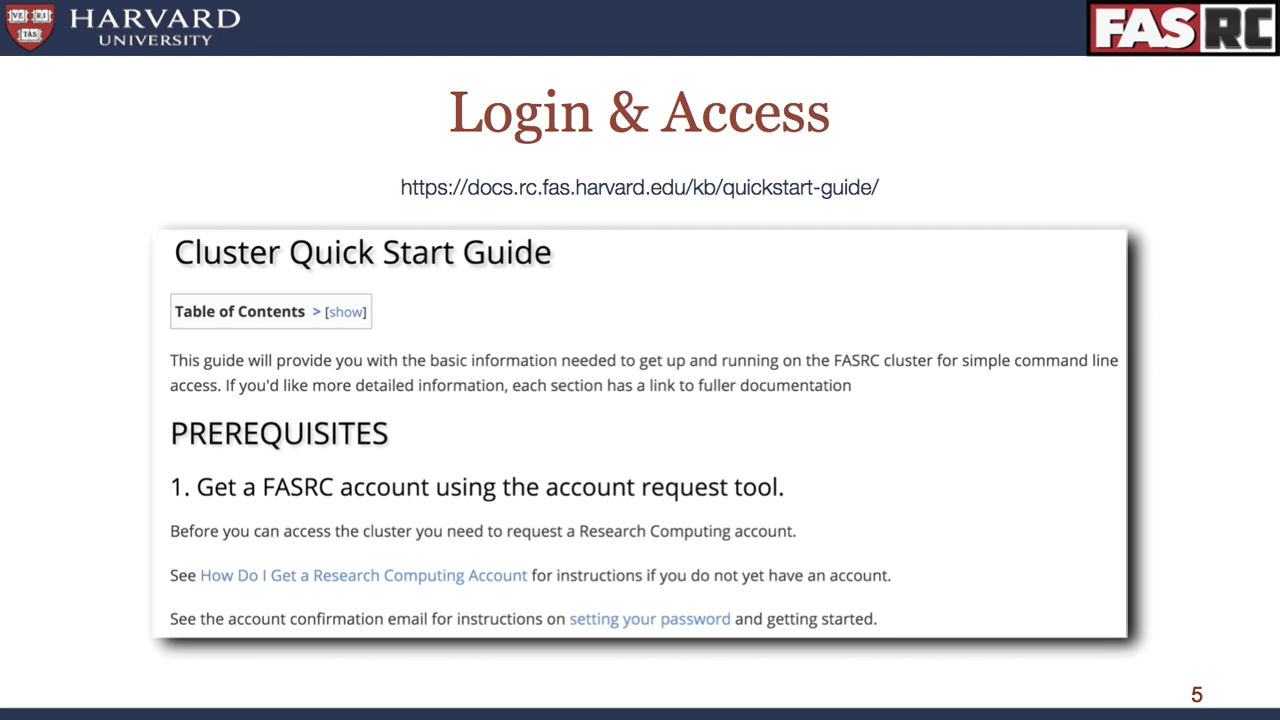 HARVARD
UNIVERSITY
FASRC
Login & Access
https://docs.rc.fas.harvard.edu/kb/quickstart-guide/
Cluster Quick Start Guide
Table of Contents > [show]
This guide will provide you with the basic information needed to get up and running on the FASRC cluster for simple command line
access. If you'd like more detailed information, each section has a link to fuller documentation
PREREQUISITES
1. Get a FASRC account using the account request tool.
Before you can access the cluster you need to request a Research Computing account.
See How Do I Get a Research Computing Account for instructions if you do not yet have an account.
See the account confirmation email for instructions on setting your password and getting started.
5